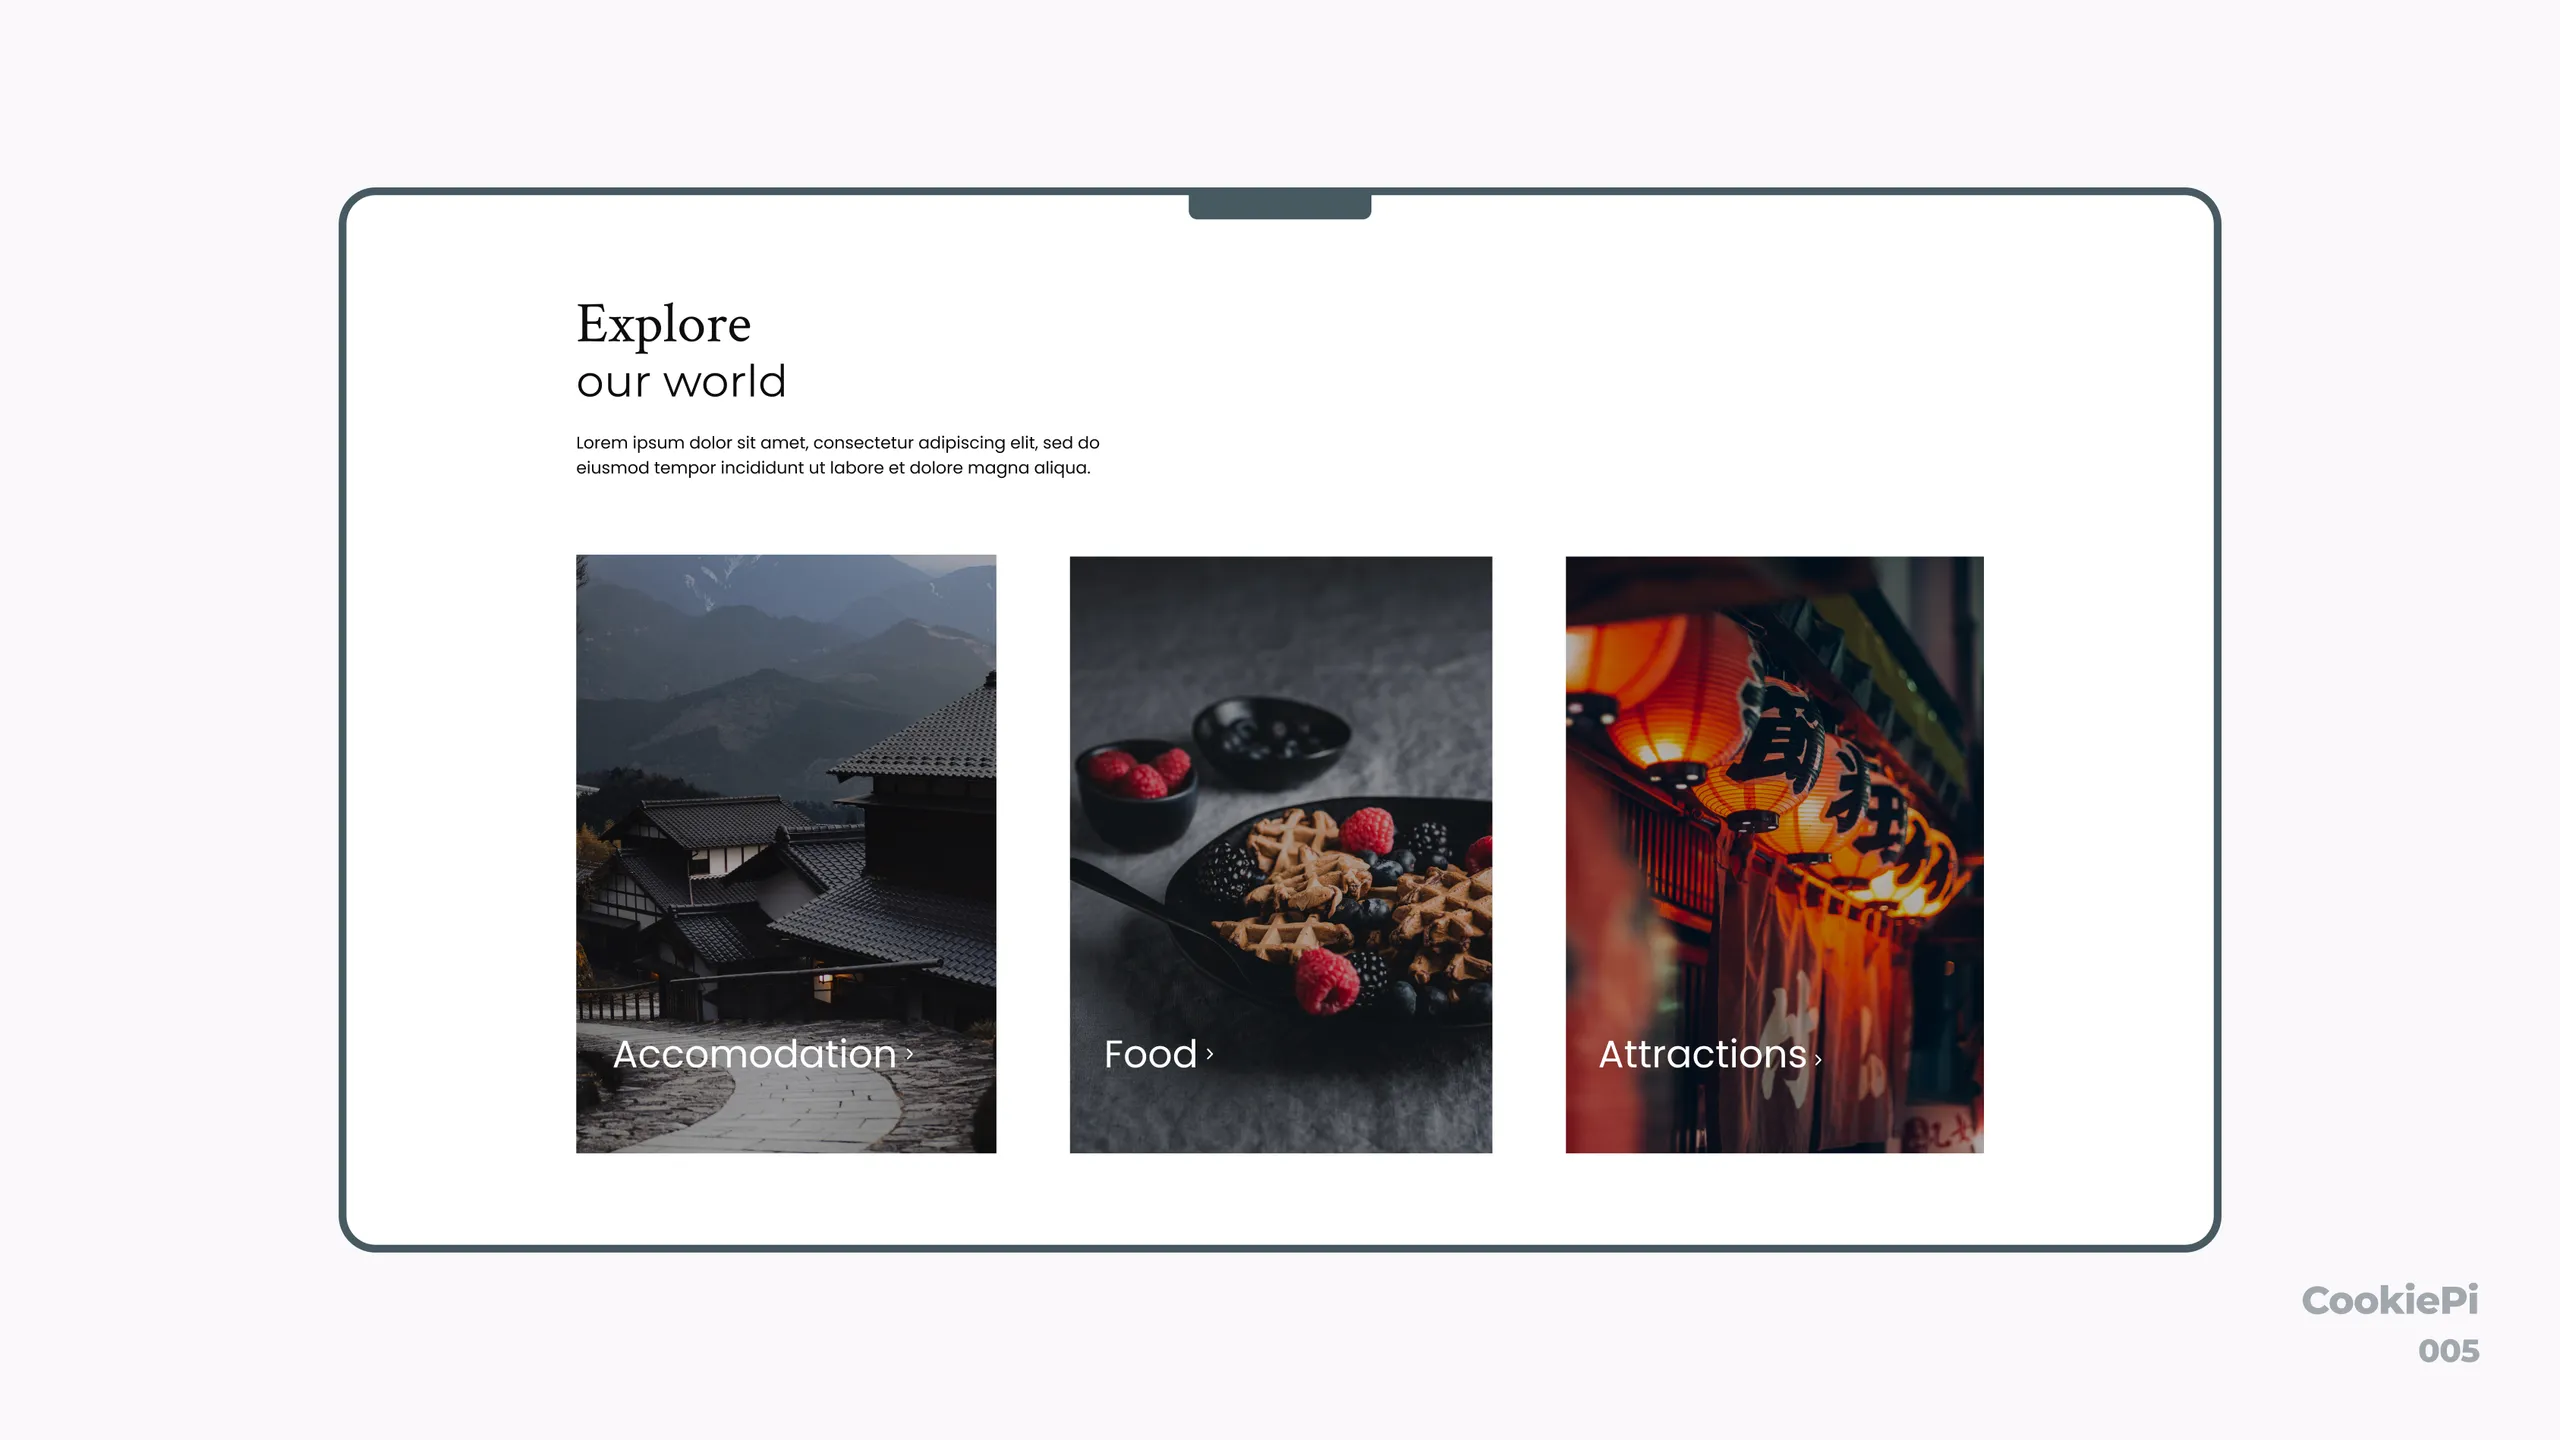 Explore
our world
Lorem ipsum dolor sit amet, consectetur adipiscing elit, sed do
eiusmod tempor incididunt ut labore et dolore magna aliqua.
Accomodation ›
Food ›
Attractions ›
CookiePi
005